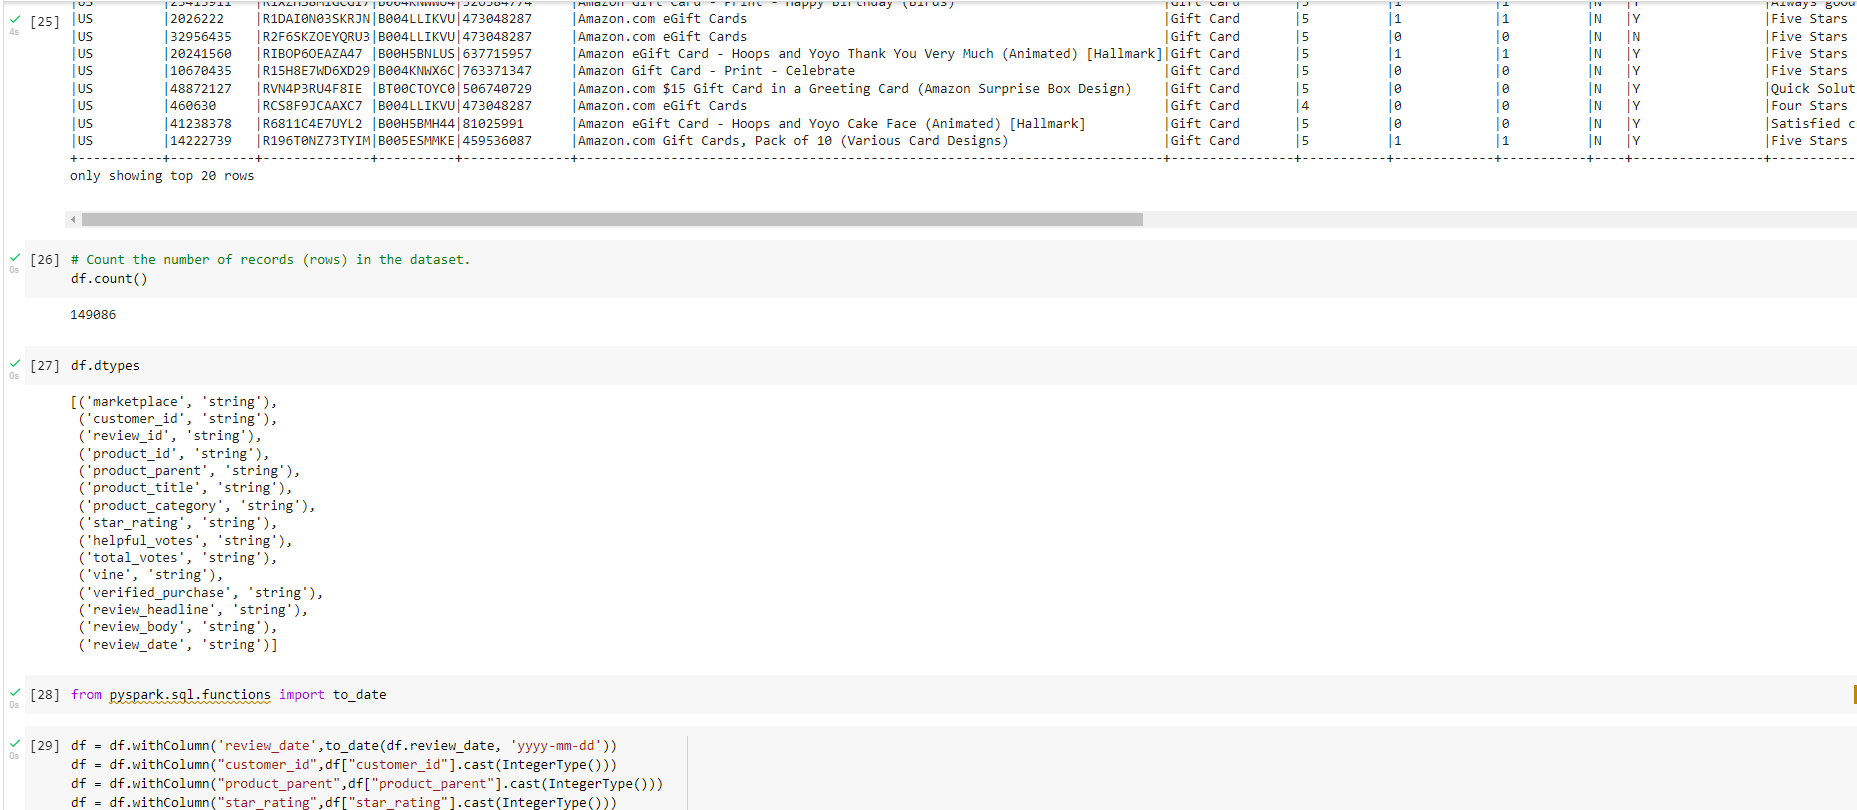 [25]
4s
|US |2026222 |R1DAI0N03SKRJN|B004LLIKVU|473048287 |Amazon.com eGift Cards |Gift Card |5 |1 |1 |N |Y |Five Stars
|US |32956435 |R2F6SKZOEYQRU3|B004LLIKVU|473048287 |Amazon.com eGift Cards |Gift Card |5 |0 |0 |N |N |Five Stars
|US |20241560 |RIBOP6OEAZA47 |B00H5BNLUS|637715957 |Amazon eGift Card - Hoops and Yoyo Thank You Very Much (Animated) [Hallmark]|Gift Card |5 |1 |1 |N |Y |Five Stars
|US |10670435 |R15H8E7WD6XD29|B004KNWX6C|763371347 |Amazon Gift Card - Print - Celebrate |Gift Card |5 |0 |0 |N |Y |Five Stars
|US |48872127 |RVN4P3RU4F8IE |BT00CTOYC0|506740729 |Amazon.com $15 Gift Card in a Greeting Card (Amazon Surprise Box Design) |Gift Card |5 |0 |0 |N |Y |Quick Solut
|US |460630 |RCS8F9JCAAXC7 |B004LLIKVU|473048287 |Amazon.com eGift Cards |Gift Card |4 |0 |0 |N |Y |Four Stars
|US |41238378 |R6811C4E7UYL2 |B00H5BMH44|81025991 |Amazon eGift Card - Hoops and Yoyo Cake Face (Animated) [Hallmark] |Gift Card |5 |0 |0 |N |Y |Satisfied c
|US |14222739 |R196T0NZ73TYIM|B005ESMMKE|459536087 |Amazon.com Gift Cards, Pack of 10 (Various Card Designs) |Gift Card |5 |1 |1 |N |Y |Five Stars
only showing top 20 rows
[26] # Count the number of records (rows) in the dataset.
0s
df.count()
149086
[27] df.dtypes
0s
[('marketplace', 'string'),
('customer_id', 'string'),
('review_id', 'string'),
('product_id', 'string'),
('product_parent', 'string'),
('product_title', 'string'),
('product_category', 'string'),
('star_rating', 'string'),
('helpful_votes', 'string'),
('total_votes', 'string'),
('vine', 'string'),
('verified_purchase', 'string'),
('review_headline', 'string'),
('review_body', 'string'),
('review_date', 'string')]
[28] from pyspark.sql.functions import to_date
0s
[29] df = df.withColumn('review_date',to_date(df.review_date, 'yyyy-mm-dd'))
0s
df = df.withColumn("customer_id",df["customer_id"].cast(IntegerType()))
df = df.withColumn("product_parent",df["product_parent"].cast(IntegerType()))
df = df.withColumn("star_rating",df["star_rating"].cast(IntegerType()))